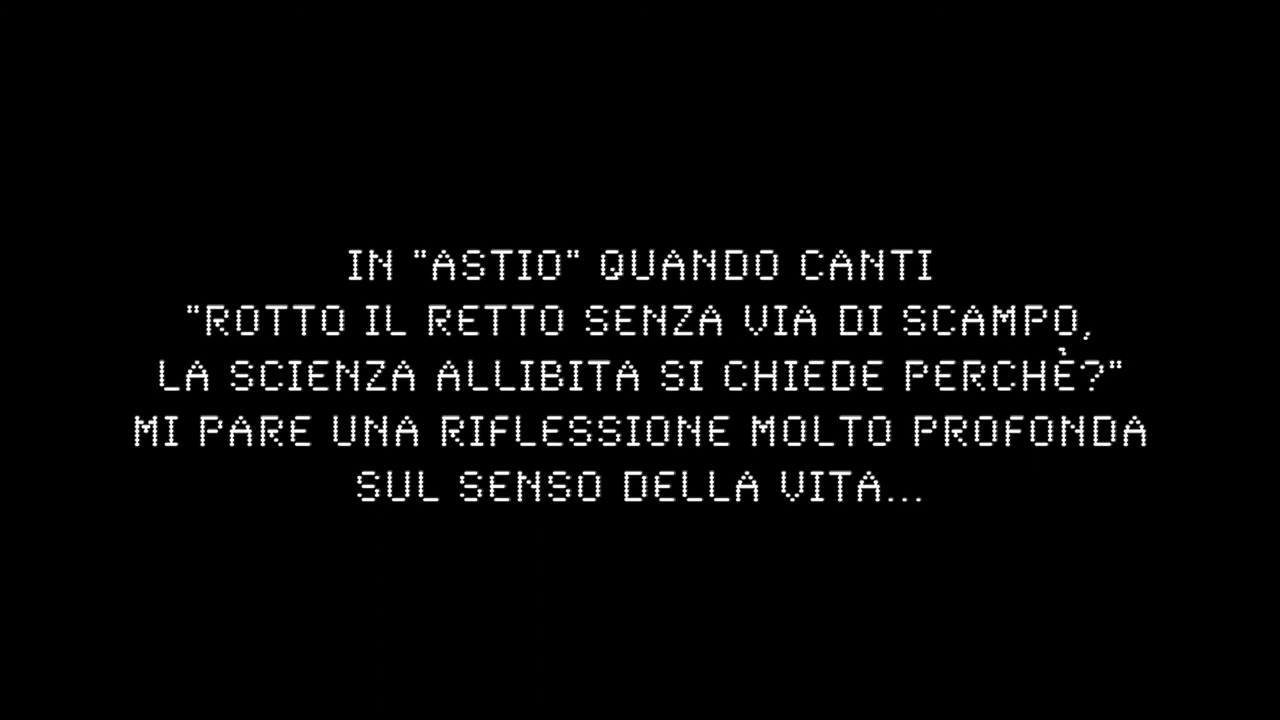 IN "ASTIO" QUANDO CANTI
"ROTTO IL RETTO SENZA VIA DI SCAMPO,
LA SCIENZA ALLIBITA SI CHIEDE PERCHÈ?"
MI PARE UNA RIFLESSIONE MOLTO PROFONDA
SUL SENSO DELLA VITA...